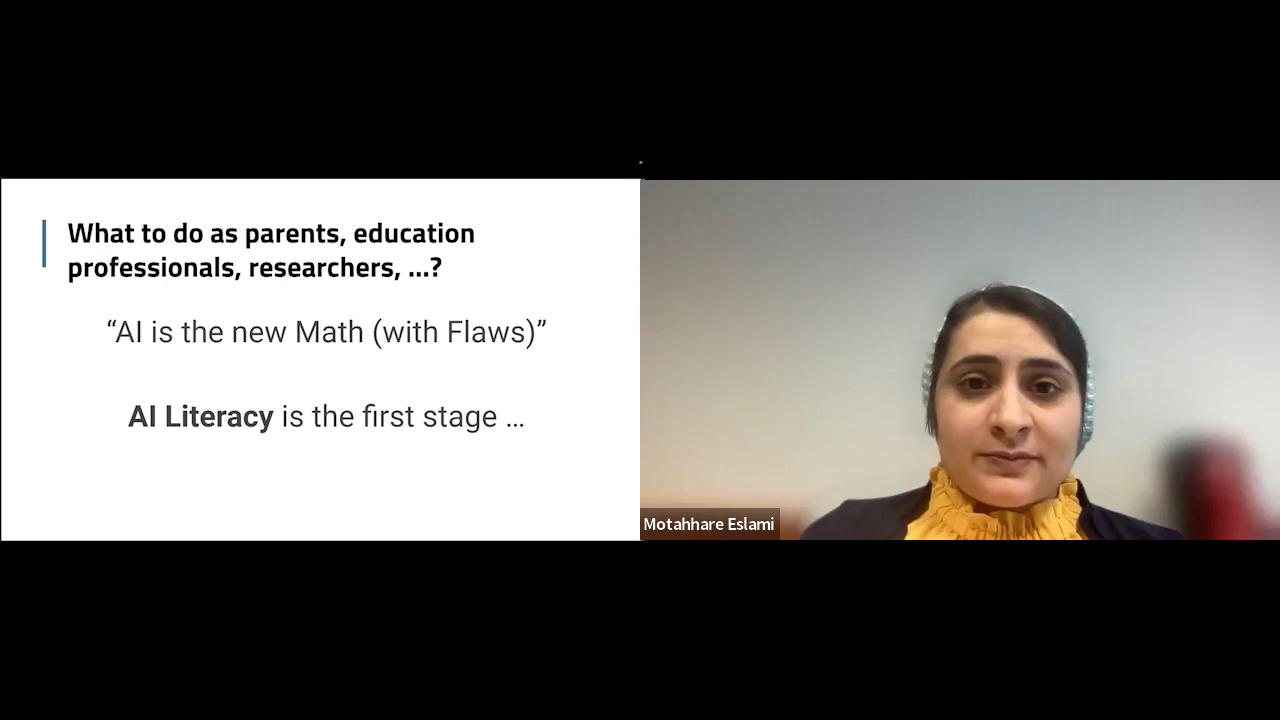 What to do as parents, education
professionals, researchers, ...?
“AI is the new Math (with Flaws)”
AI Literacy is the first stage ...
Motahhare Eslami